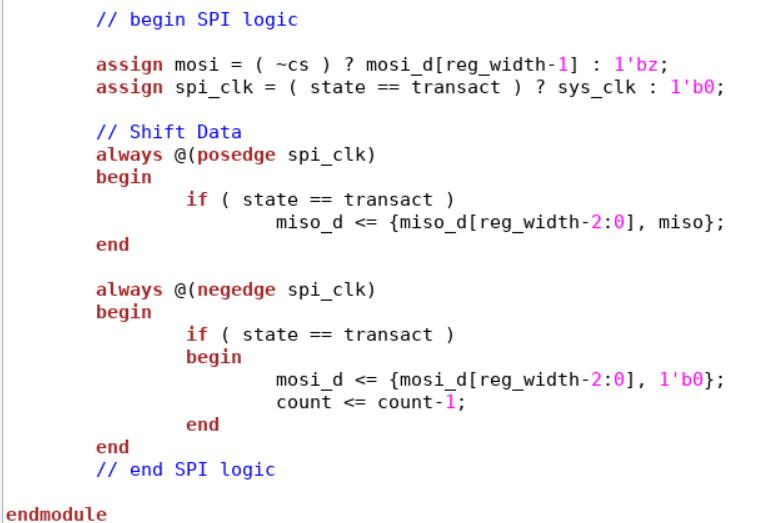 // begin SPI logic
assign mosi = ( ~cs ) ? mosi_d[reg_width-1] : 1'bz;
assign spi_clk = ( state == transact ) ? sys_clk : 1'b0;
// Shift Data
always @(posedge spi_clk)
begin
if ( state == transact )
miso_d <= {miso_d[reg_width-2:0], miso};
end
always @(negedge spi_clk)
begin
if ( state == transact )
begin
mosi_d <= {mosi_d[reg_width-2:0], 1'b0};
count <= count-1;
end
end
// end SPI logic
endmodule